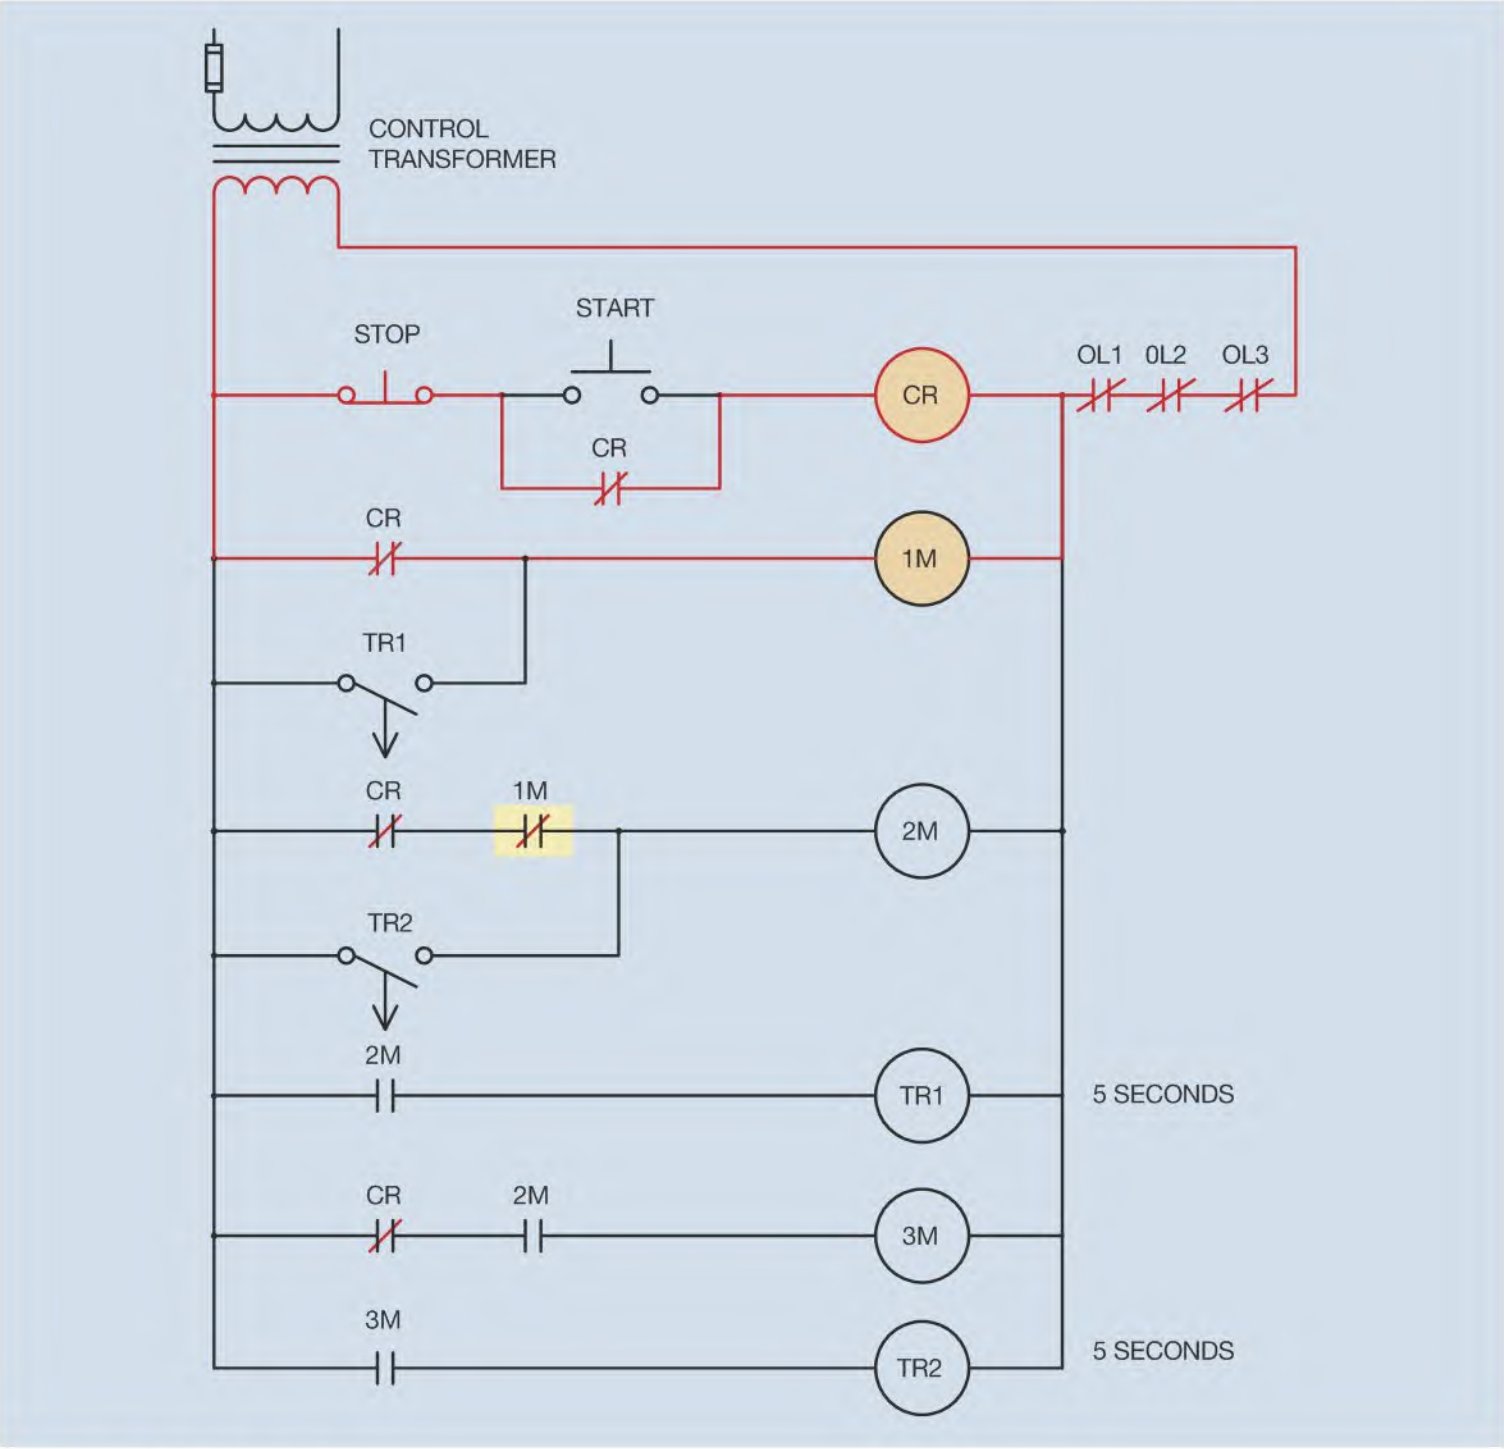 CONTROL
TRANSFORMER
START
STOP
OL1 0L2 OL3
CR
CR
CR
1M
TR1
CR 1M
2M
TR2
2M
TR1 5 SECONDS
CR 2M
3M
3M
TR2 5 SECONDS